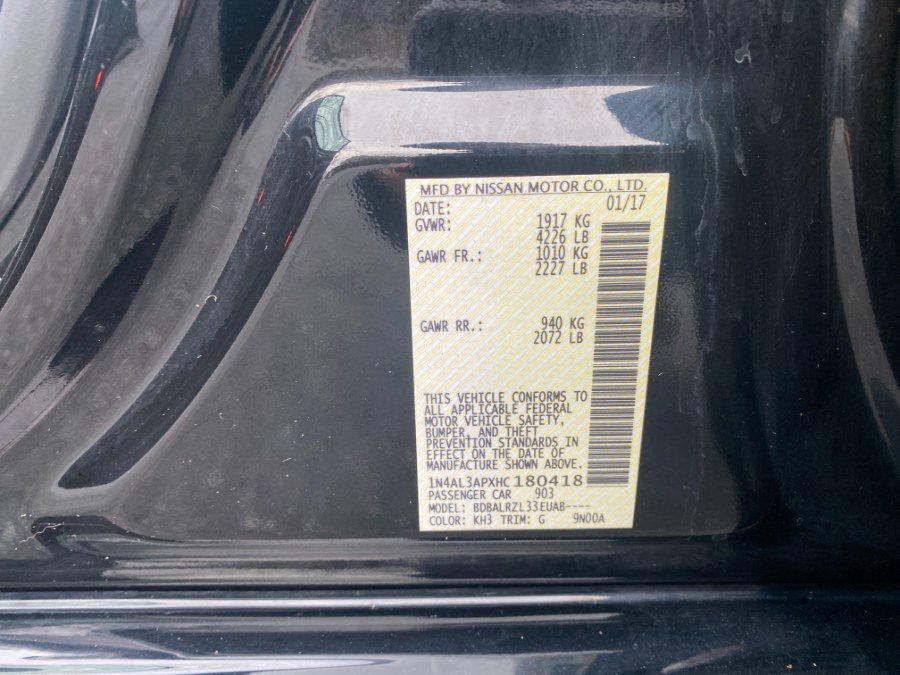 MFD BY NISSAN MOTOR CO., LTD.
DATE: 01/17
GVWR: 1917 KG
4226 LB
GAWR FR.: 1010 KG
2227 LB
GAWR RR.: 940 KG
2072 LB
THIS VEHICLE CONFORMS TO
ALL APPLICABLE FEDERAL
MOTOR VEHICLE SAFETY,
BUMPER, AND THEFT
PREVENTION STANDARDS IN
EFFECT ON THE DATE OF
MANUFACTURE SHOWN ABOVE.
1N4AL3APXHC180418
PASSENGER CAR 903
MODEL: BDBALRZL33EUAB----
COLOR: KH3 TRIM: G 9N00A